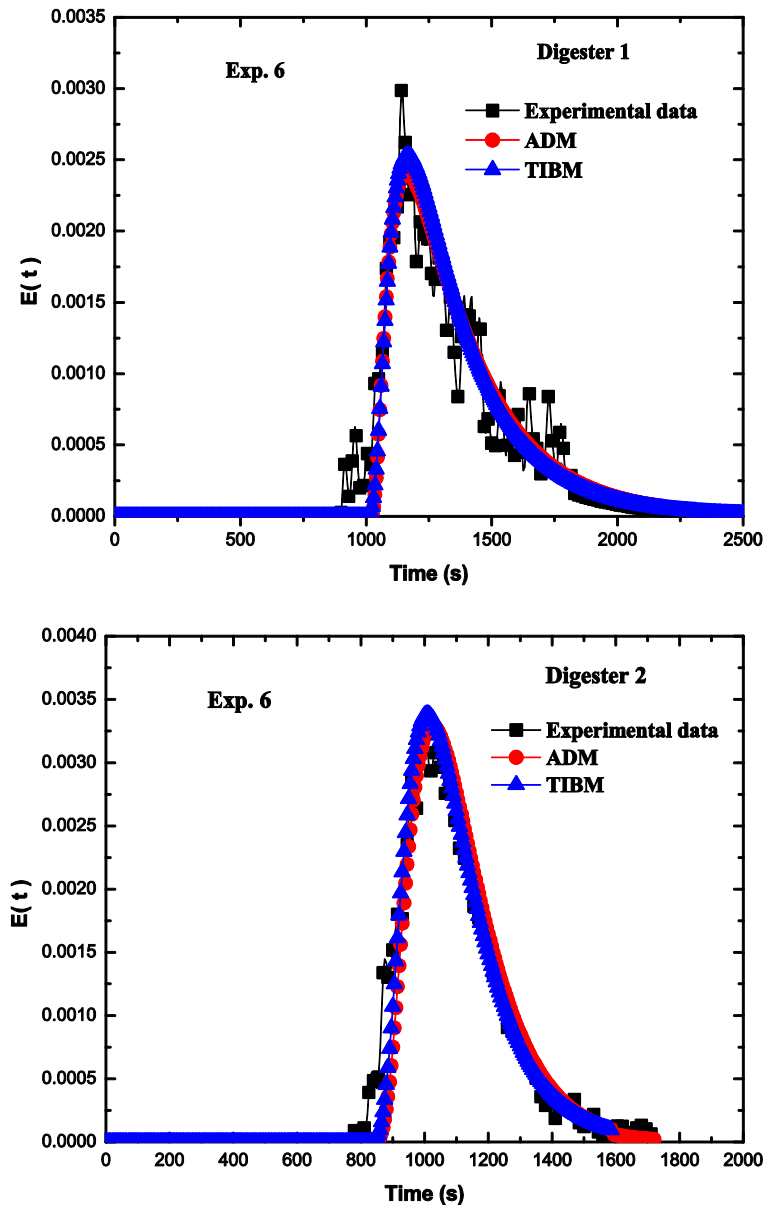 0.0035
Digester 1
Exp. 6
0.0030
Experimental data
ADM
0.0025
TIBM
0.0020
E( t )
0.0015
0.0010
0.0005
0.0000
0 500 1000 1500 2000 2500
Time (s)
0.0040
Digester 2
Exp. 6
0.0035
Experimental data
ADM
0.0030
TIBM
0.0025
0.0020
E( t )
0.0015
0.0010
0.0005
0.0000
0 200 400 600 800 1000 1200 1400 1600 1800 2000
Time (s)